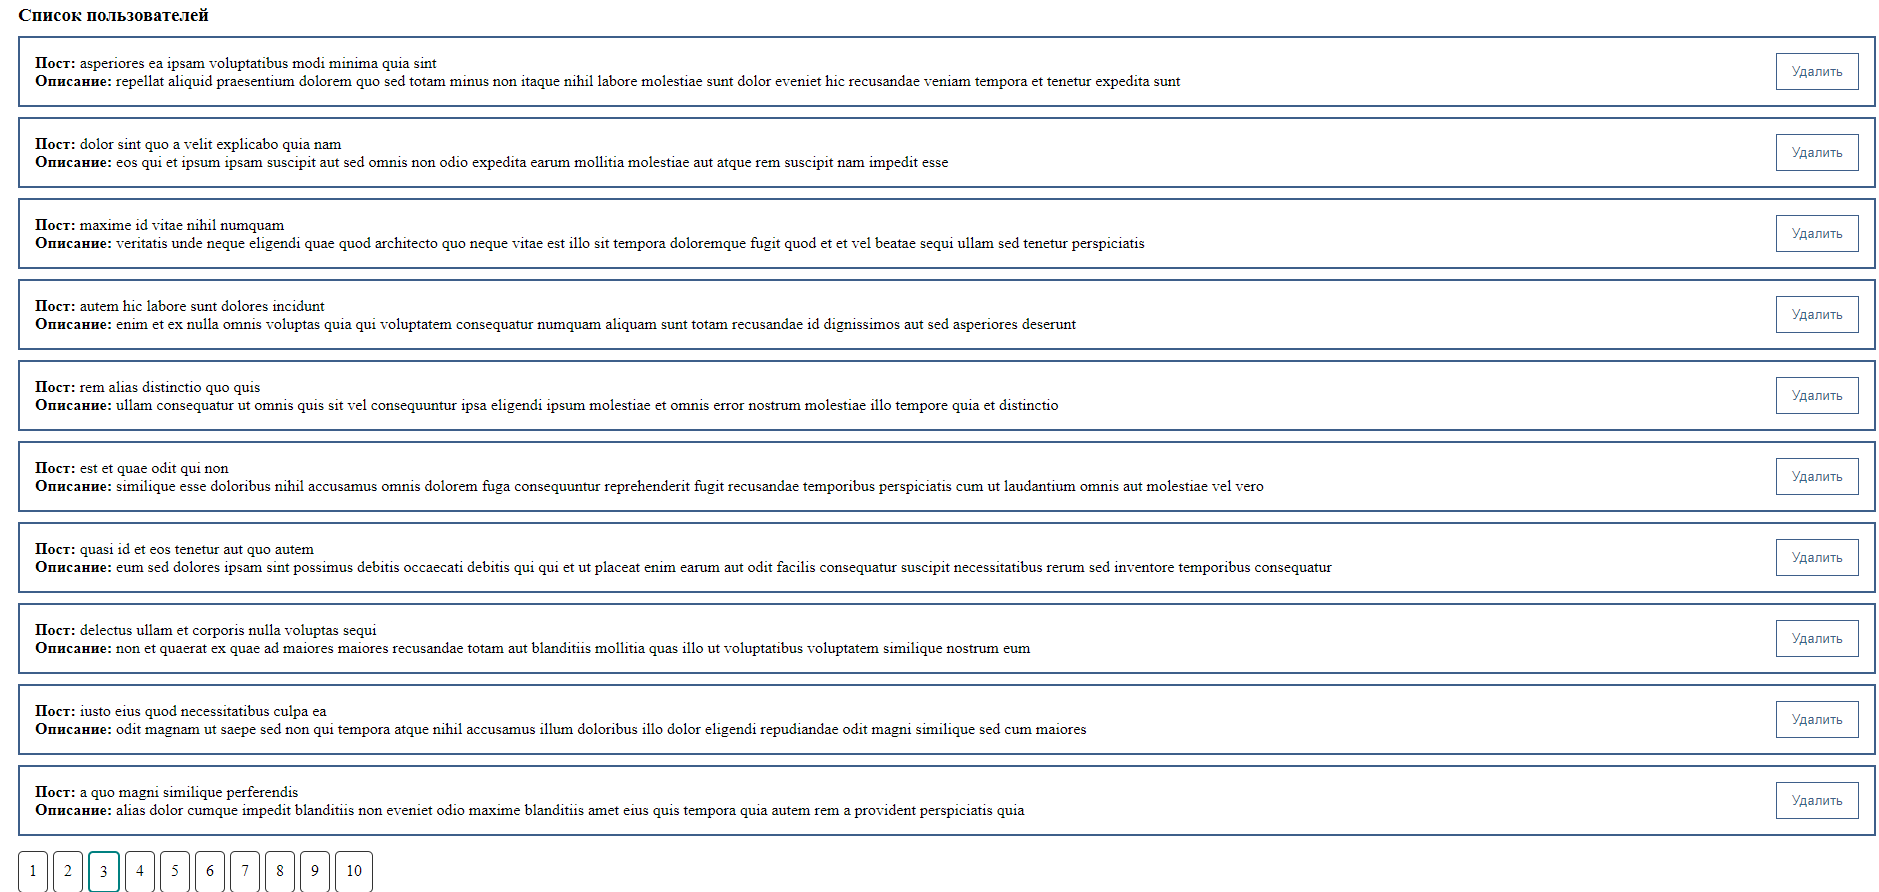 Список пользователей
Пост: asperiores ea ipsam voluptatibus modi minima quia sint
Описание: repellat aliquid praesentium dolorem quo sed totam minus non itaque nihil labore molestiae sunt dolor eveniet hic recusandae veniam tempora et tenetur expedita sunt
Удалить
Пост: dolor sint quo a velit explicabo quia nam
Описание: eos qui et ipsum ipsam suscipit aut sed omnis non odio expedita earum mollitia molestiae aut atque rem suscipit nam impedit esse
Удалить
Пост: maxime id vitae nihil numquam
Описание: veritatis unde neque eligendi quae quod architecto quo neque vitae est illo sit tempora doloremque fugit quod et et vel beatae sequi ullam sed tenetur perspiciatis
Удалить
Пост: autem hic labore sunt dolores incidunt
Описание: enim et ex nulla omnis voluptas quia qui voluptatem consequatur numquam aliquam sunt totam recusandae id dignissimos aut sed asperiores deserunt
Удалить
Пост: rem alias distinctio quo quis
Описание: ullam consequatur ut omnis quis sit vel consequuntur ipsa eligendi ipsum molestiae et omnis error nostrum molestiae illo tempore quia et distinctio
Удалить
Пост: est et quae odit qui non
Описание: similique esse doloribus nihil accusamus omnis dolorem fuga consequuntur reprehenderit fugit recusandae temporibus perspiciatis cum ut laudantium omnis aut molestiae vel vero
Удалить
Пост: quasi id et eos tenetur aut quo autem
Описание: eum sed dolores ipsam sint possimus debitis occaecati debitis qui qui et ut placeat enim earum aut odit facilis consequatur suscipit necessitatibus rerum sed inventore temporibus consequatur
Удалить
Пост: delectus ullam et corporis nulla voluptas sequi
Описание: non et quaerat ex quae ad maiores maiores recusandae totam aut blanditiis mollitia quas illo ut voluptatibus voluptatem similique nostrum eum
Удалить
Пост: iusto eius quod necessitatibus culpa ea
Описание: odit magnam ut saepe sed non qui tempora atque nihil accusamus illum doloribus illo dolor eligendi repudiandae odit magni similique sed cum maiores
Удалить
Пост: a quo magni similique perferendis
Описание: alias dolor cumque impedit blanditiis non eveniet odio maxime blanditiis amet eius quis tempora quia autem rem a provident perspiciatis quia
Удалить
1 2 3 4 5 6 7 8 9 10